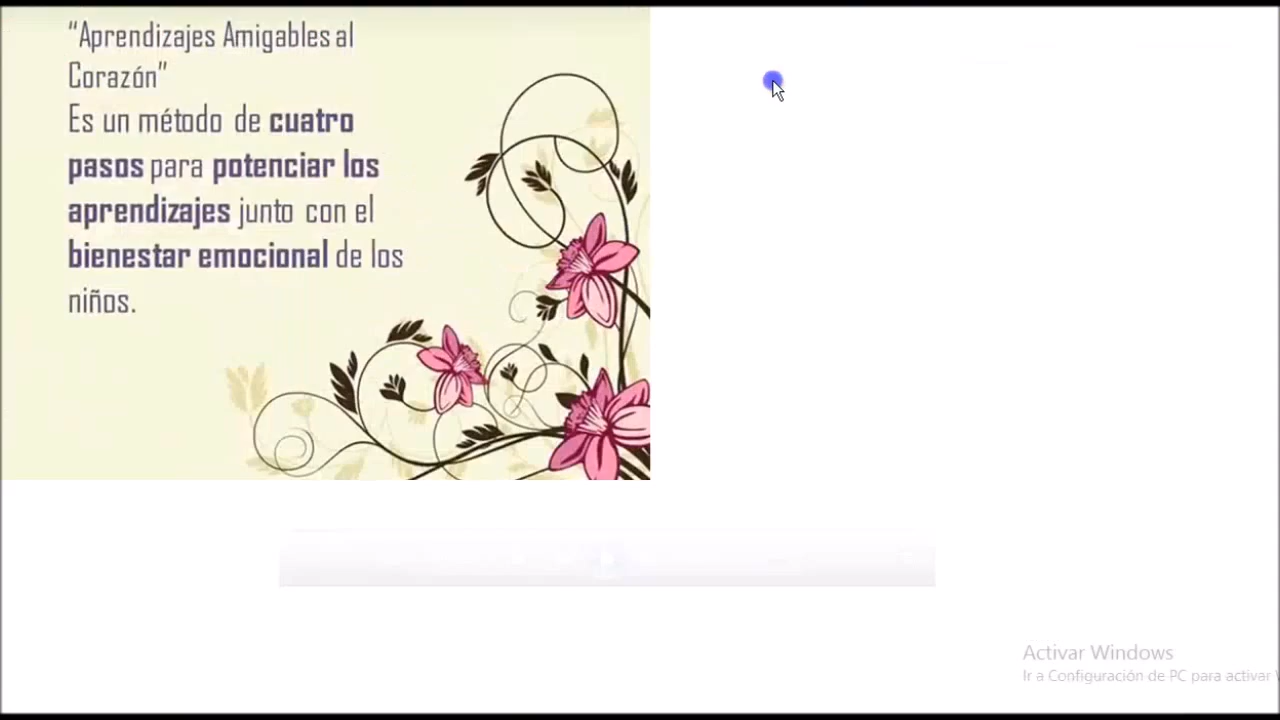 “Aprendizajes Amigables al
Corazón”
Es un método de cuatro
pasos para potenciar los
aprendizajes junto con el
bienestar emocional de los
niños.
Activar Windows
Ir a Configuración de PC para activar